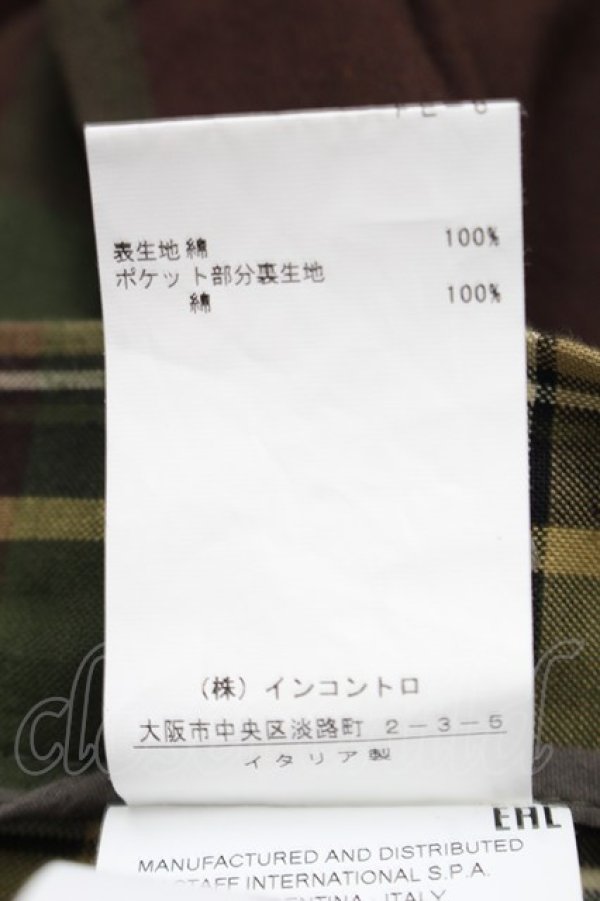 表生地 綿 100%
ポケット部分裏生地
綿 100%
(株) インコントロ
大阪市中央区淡路町 2-3-5
イタリア製
EHL
MANUFACTURED AND DISTRIBUTED
STAFF INTERNATIONAL S.P.A.